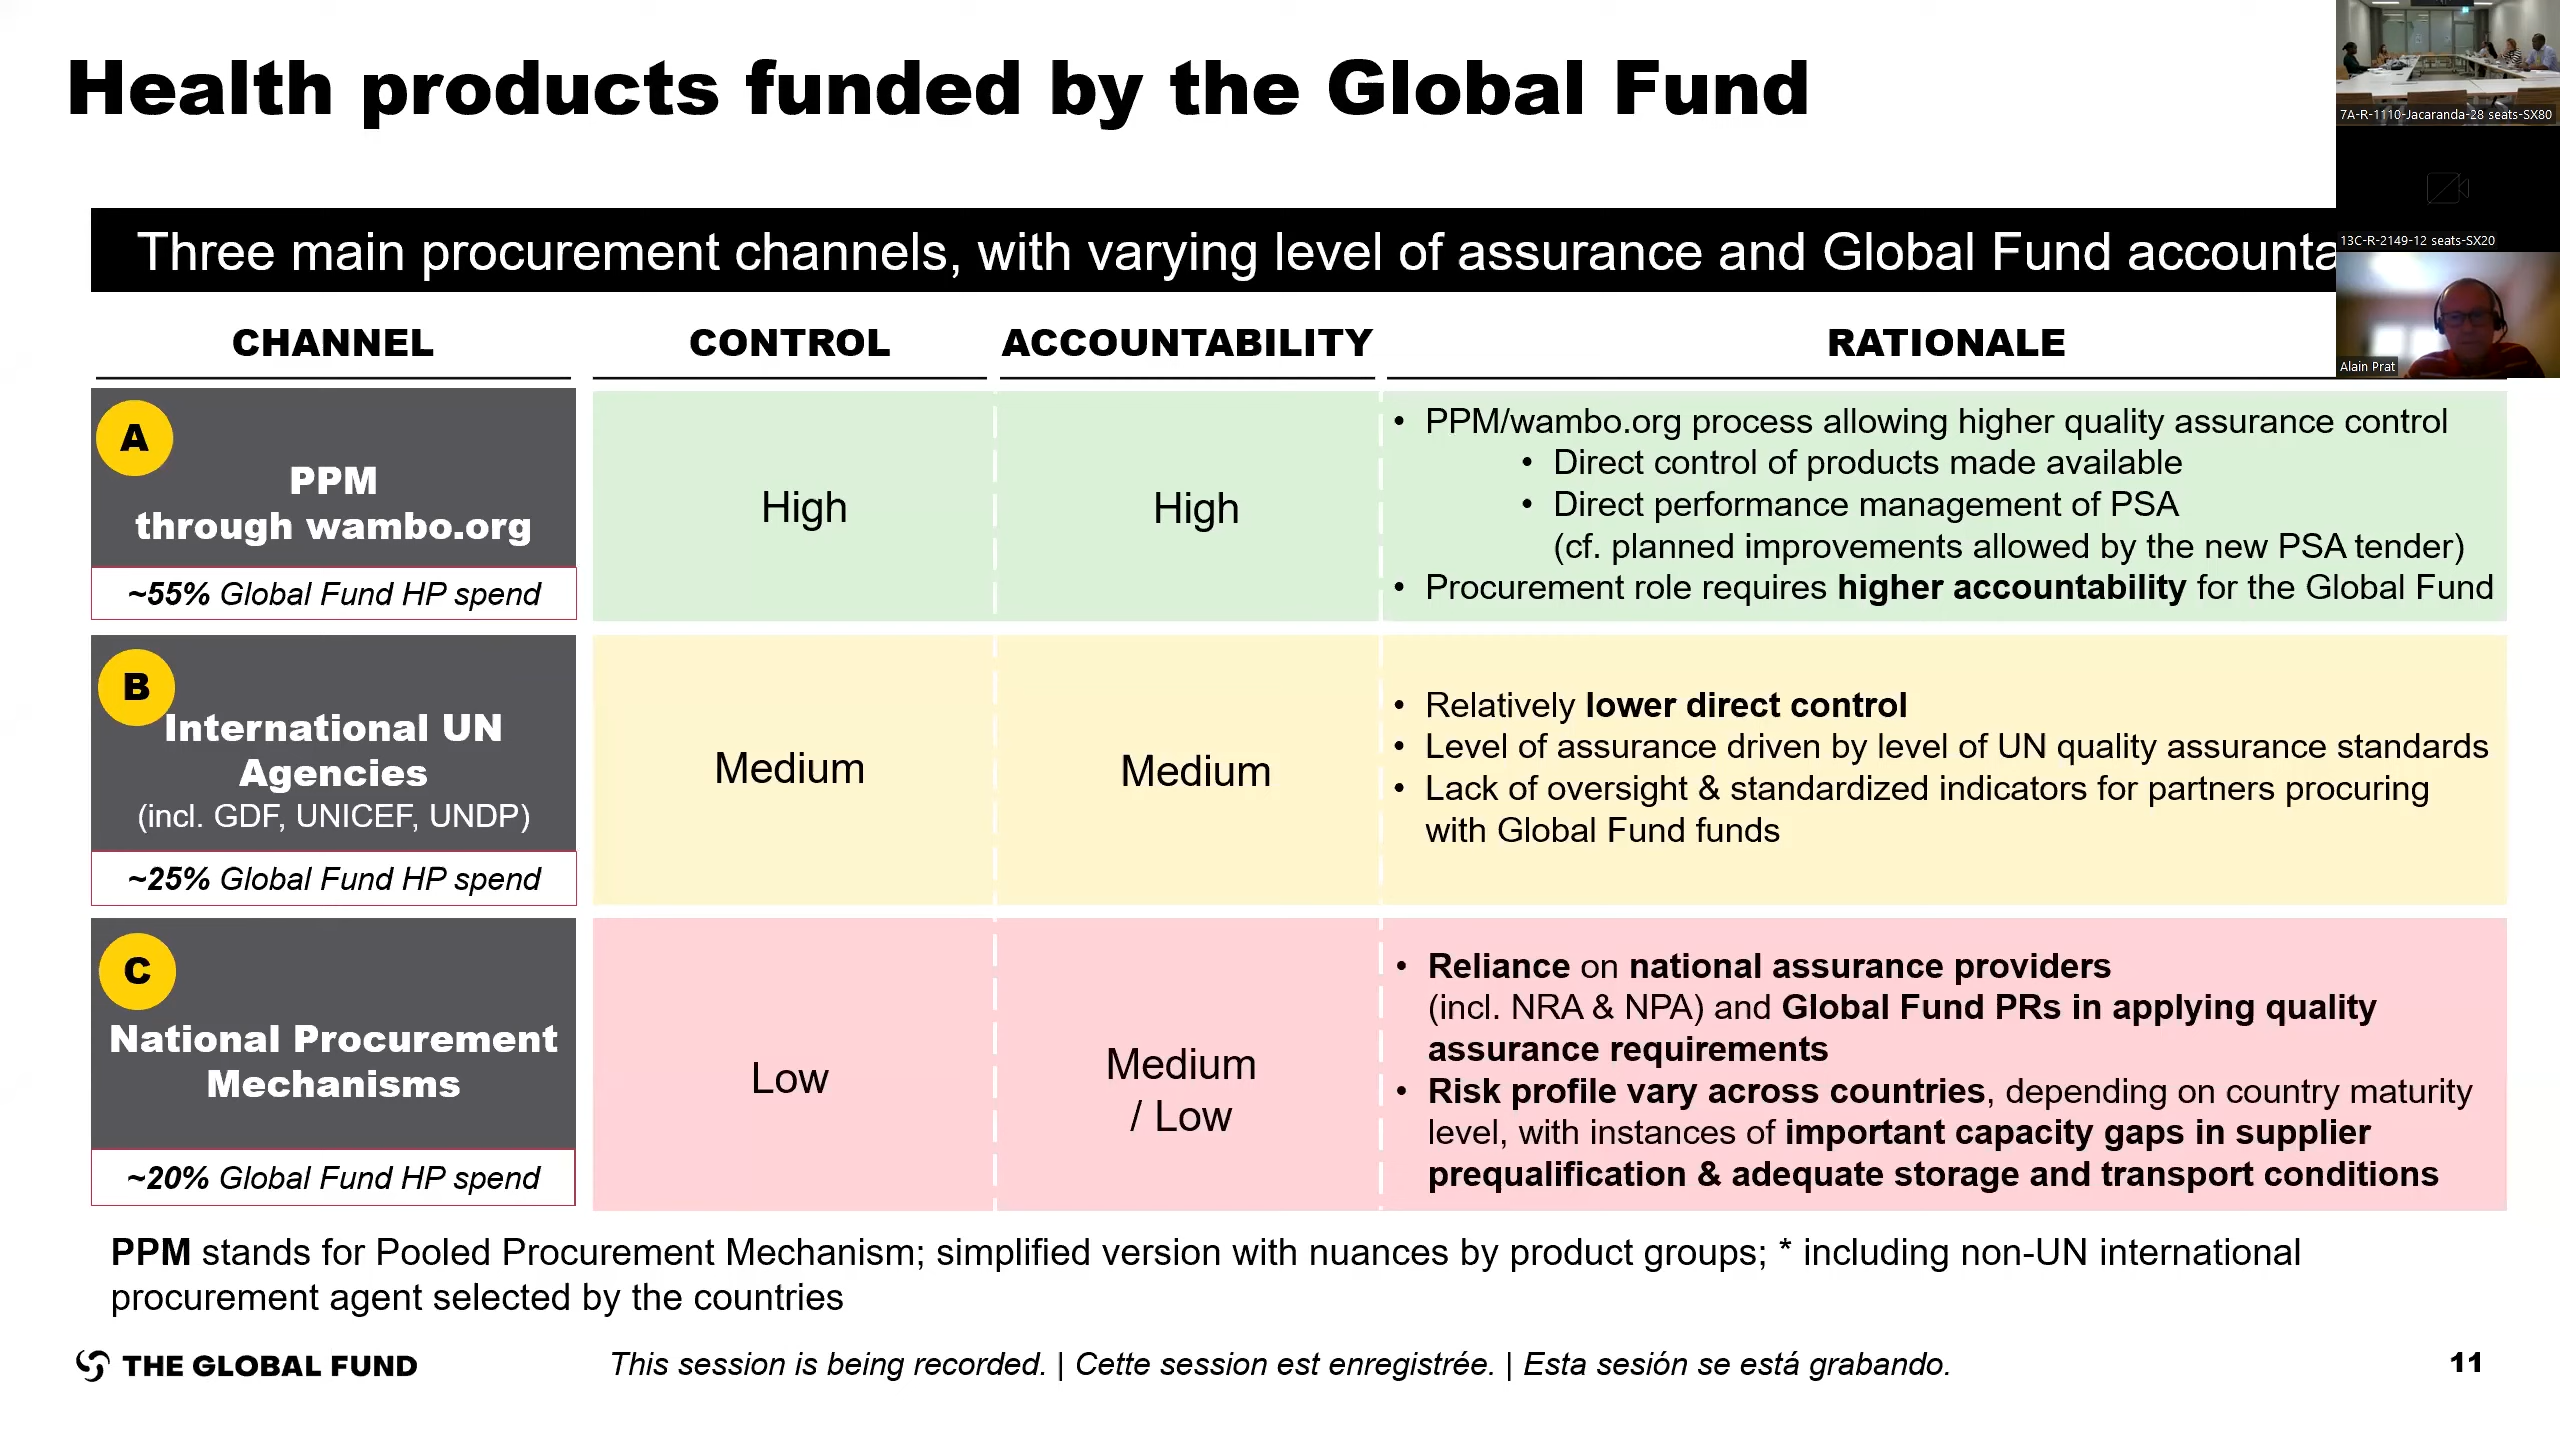 Health products funded by the Global Fund
7A-R-1110-Jacaranda-28 seats-SX80
13C-R-2149-12 seats-SX20
Alain Prat
Three main procurement channels, with varying level of assurance and Global Fund accounta
CHANNEL
CONTROL
ACCOUNTABILITY
RATIONALE
A
PPM
through wambo.org
~55% Global Fund HP spend
High
High
• PPM/wambo.org process allowing higher quality assurance control
• Direct control of products made available
• Direct performance management of PSA
(cf. planned improvements allowed by the new PSA tender)
• Procurement role requires higher accountability for the Global Fund
B
International UN
Agencies
(incl. GDF, UNICEF, UNDP)
~25% Global Fund HP spend
Medium
Medium
• Relatively lower direct control
• Level of assurance driven by level of UN quality assurance standards
• Lack of oversight & standardized indicators for partners procuring
with Global Fund funds
C
National Procurement
Mechanisms
~20% Global Fund HP spend
Low
Medium
/ Low
• Reliance on national assurance providers
(incl. NRA & NPA) and Global Fund PRs in applying quality
assurance requirements
• Risk profile vary across countries, depending on country maturity
level, with instances of important capacity gaps in supplier
prequalification & adequate storage and transport conditions
PPM stands for Pooled Procurement Mechanism; simplified version with nuances by product groups; * including non-UN international
procurement agent selected by the countries
THE GLOBAL FUND
This session is being recorded. | Cette session est enregistrée. | Esta sesión se está grabando.
11